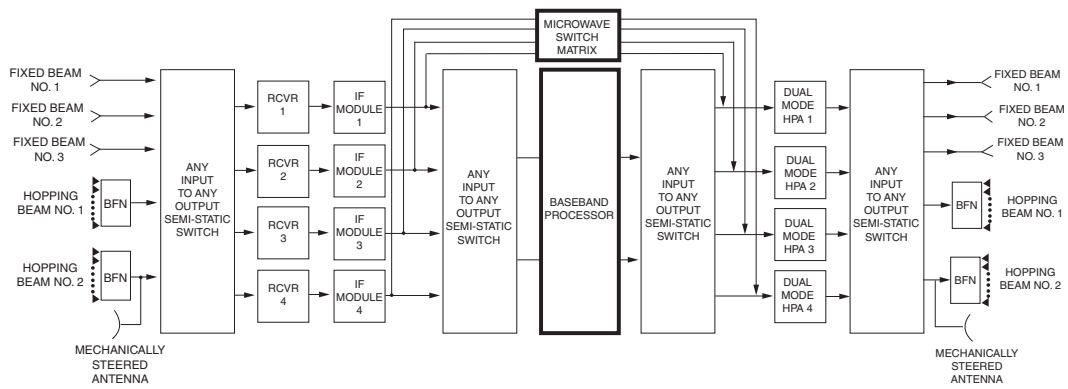 MICROWAVE
SWITCH
MATRIX
FIXED BEAM
NO. 1
FIXED BEAM
NO. 2
FIXED BEAM
NO. 3
HOPPING
BEAM NO. 1
BFN
HOPPING
BEAM NO. 2
BFN
MECHANICALLY
STEERED
ANTENNA
ANY
INPUT
TO ANY
OUTPUT
SEMI-STATIC
SWITCH
RCVR
1
IF
MODULE
1
RCVR
2
IF
MODULE
2
RCVR
3
IF
MODULE
3
RCVR
4
IF
MODULE
4
ANY
INPUT
TO ANY
OUTPUT
SEMI-STATIC
SWITCH
BASEBAND
PROCESSOR
ANY
INPUT
TO ANY
OUTPUT
SEMI-STATIC
SWITCH
DUAL
MODE
HPA 1
DUAL
MODE
HPA 2
DUAL
MODE
HPA 3
DUAL
MODE
HPA 4
ANY
INPUT
TO ANY
OUTPUT
SEMI-STATIC
SWITCH
FIXED BEAM
NO. 1
FIXED BEAM
NO. 2
FIXED BEAM
NO. 3
BFN
HOPPING
BEAM NO. 1
BFN
HOPPING
BEAM NO. 2
MECHANICALLY
STEERED
ANTENNA